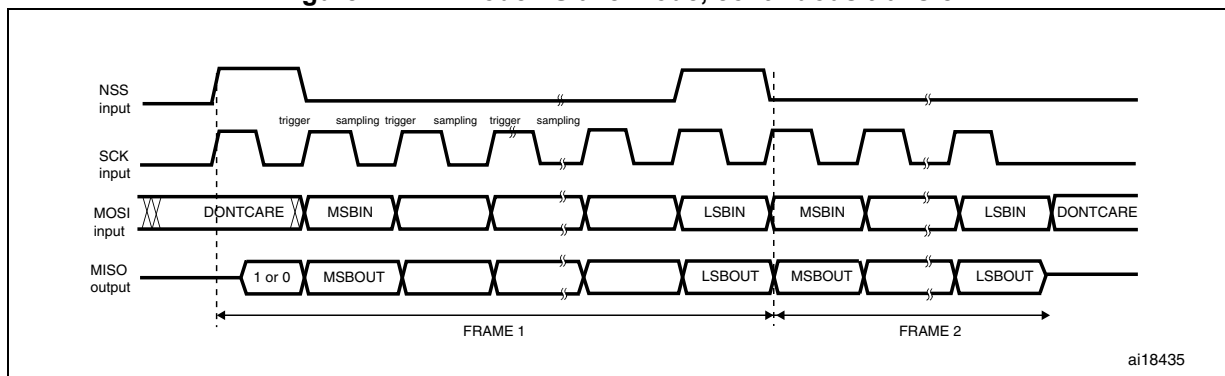 NSS
input
trigger sampling trigger sampling trigger sampling
SCK
input
MOSI
input
DONTCARE MSBIN LSBIN MSBIN LSBIN DONTCARE
MISO
output
1 or 0 MSBOUT LSBOUT MSBOUT LSBOUT
FRAME 1 FRAME 2
ai18435